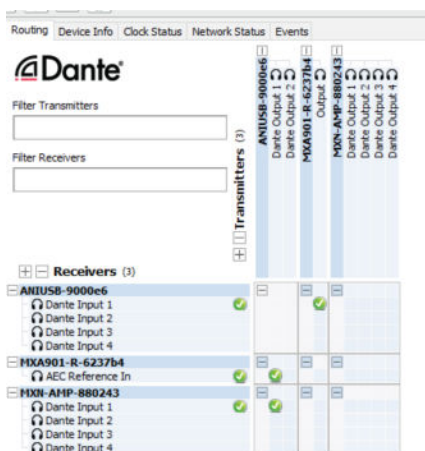 Routing Device Info Clock Status Network Status Events
Dante
Filter Transmitters
Filter Receivers
Transmitters (3)
ANIUSB-9000e6
Dante Output 1
Dante Output 2
MXA901-R-6237b4
Output
MXN-AMP-880243
Dante Output 1
Dante Output 2
Dante Output 3
Dante Output 4
Receivers (3)
ANIUSB-9000e6
Dante Input 1
Dante Input 2
Dante Input 3
Dante Input 4
MXA901-R-6237b4
AEC Reference In
MXN-AMP-880243
Dante Input 1
Dante Input 2
Dante Input 3
Dante Input 4